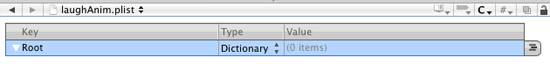 laughAnim.plist C # 
Key Type Value
Root Dictionary (0 items)